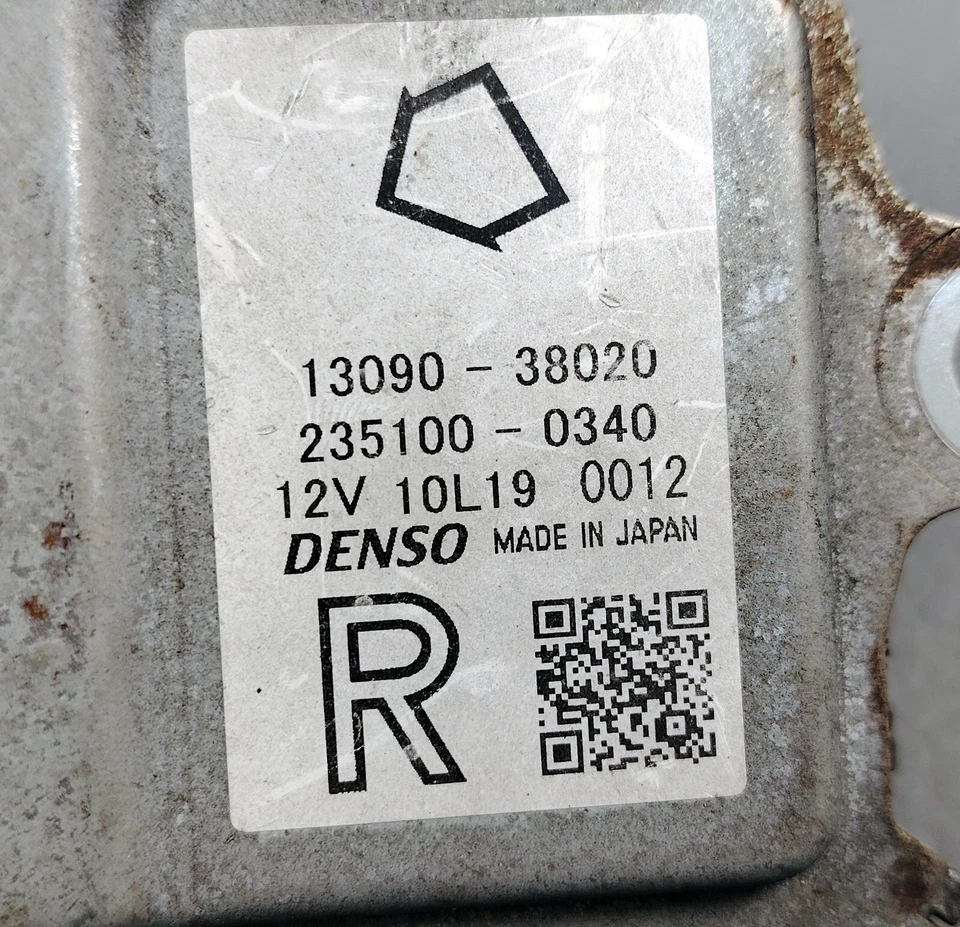 13090 - 38020
235100 - 0340
12V 10L19 0012
DENSO MADE IN JAPAN
R